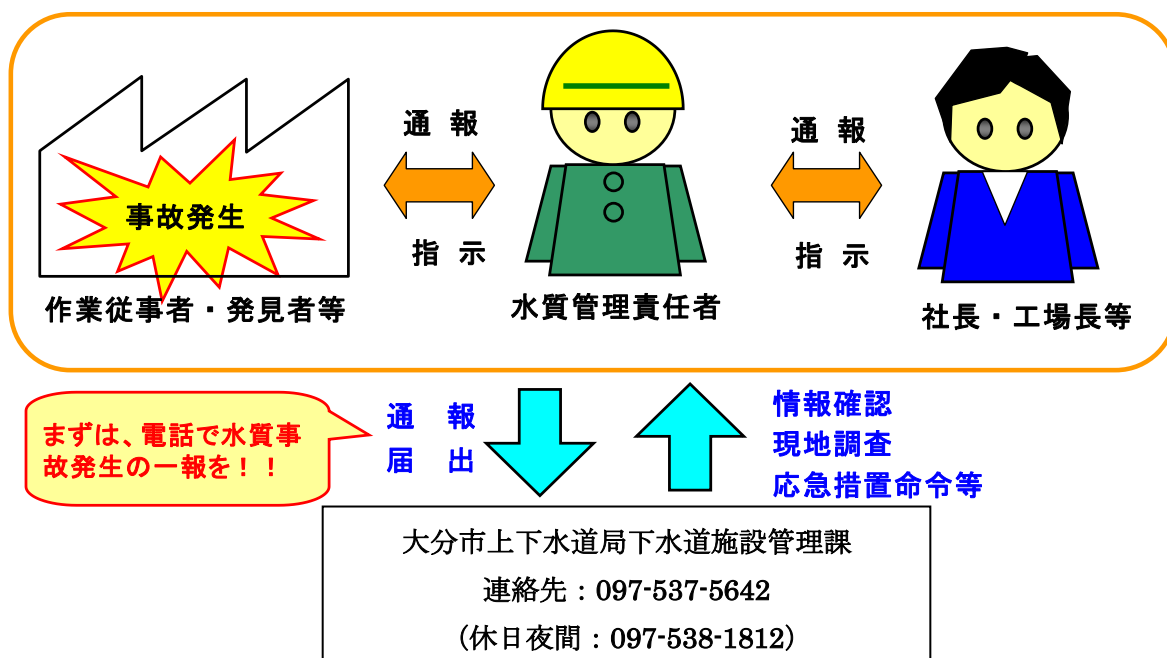 通 報
通 報
事故発生
指 示
指 示
作業従事者・発見者等
水質管理責任者
社長・工場長等
まずは、電話で水質事
故発生の一報を！！
通 報
届 出
情報確認
現地調査
応急措置命令等
大分市上下水道局下水道施設管理課
連絡先：097-537-5642
(休日夜間：097-538-1812)